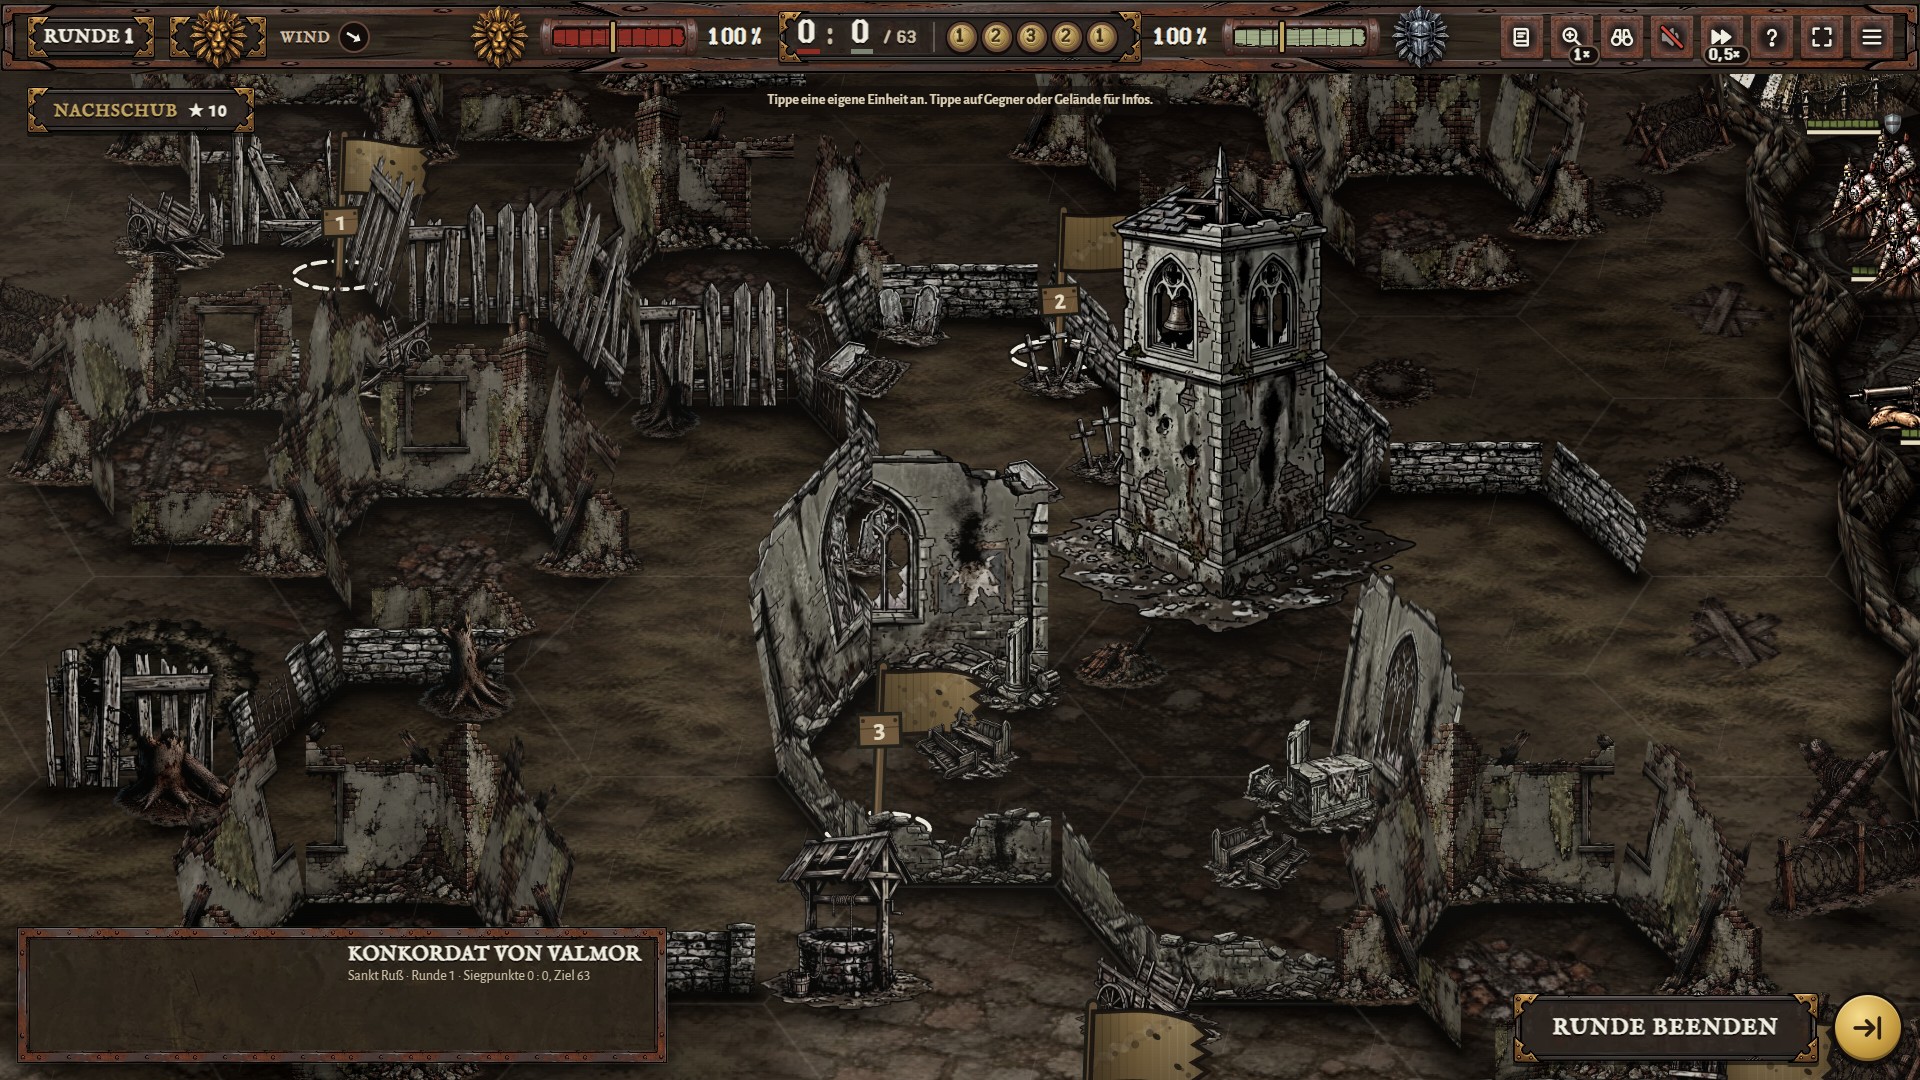 RUNDE 1
WIND
100%
0 : 0 / 63
1 2 3 2 1
100%
1×
0,5×
?
NACHSCHUB ★ 10
Tippe eine eigene Einheit an. Tippe auf Gegner oder Gelände für Infos.
1
2
3
KONKORDAT VON VALMOR
Sankt Ruß · Runde 1 · Siegpunkte 0 : 0, Ziel 63
RUNDE BEENDEN